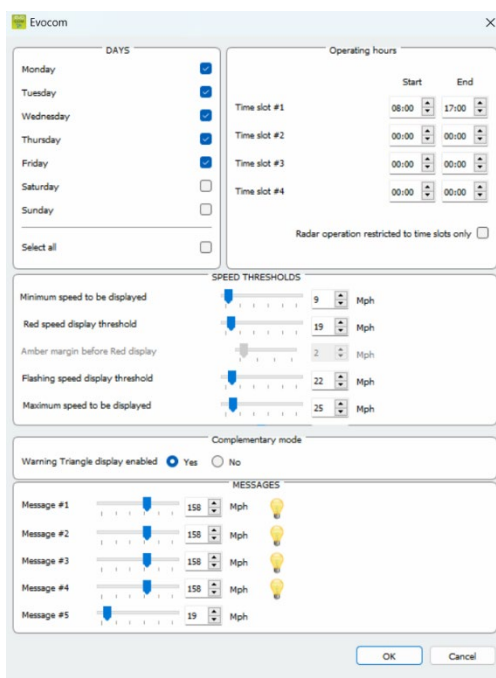 Evocom
DAYS
Monday
Tuesday
Wednesday
Thursday
Friday
Saturday
Sunday
Select all
Operating hours
Start End
Time slot #1 08:00 17:00
Time slot #2 00:00 00:00
Time slot #3 00:00 00:00
Time slot #4 00:00 00:00
Radar operation restricted to time slots only
SPEED THRESHOLDS
Minimum speed to be displayed 9 Mph
Red speed display threshold 19 Mph
Amber margin before Red display 2 Mph
Flashing speed display threshold 22 Mph
Maximum speed to be displayed 25 Mph
Complementary mode
Warning Triangle display enabled Yes No
MESSAGES
Message #1 158 Mph
Message #2 158 Mph
Message #3 158 Mph
Message #4 158 Mph
Message #5 19 Mph
OK Cancel